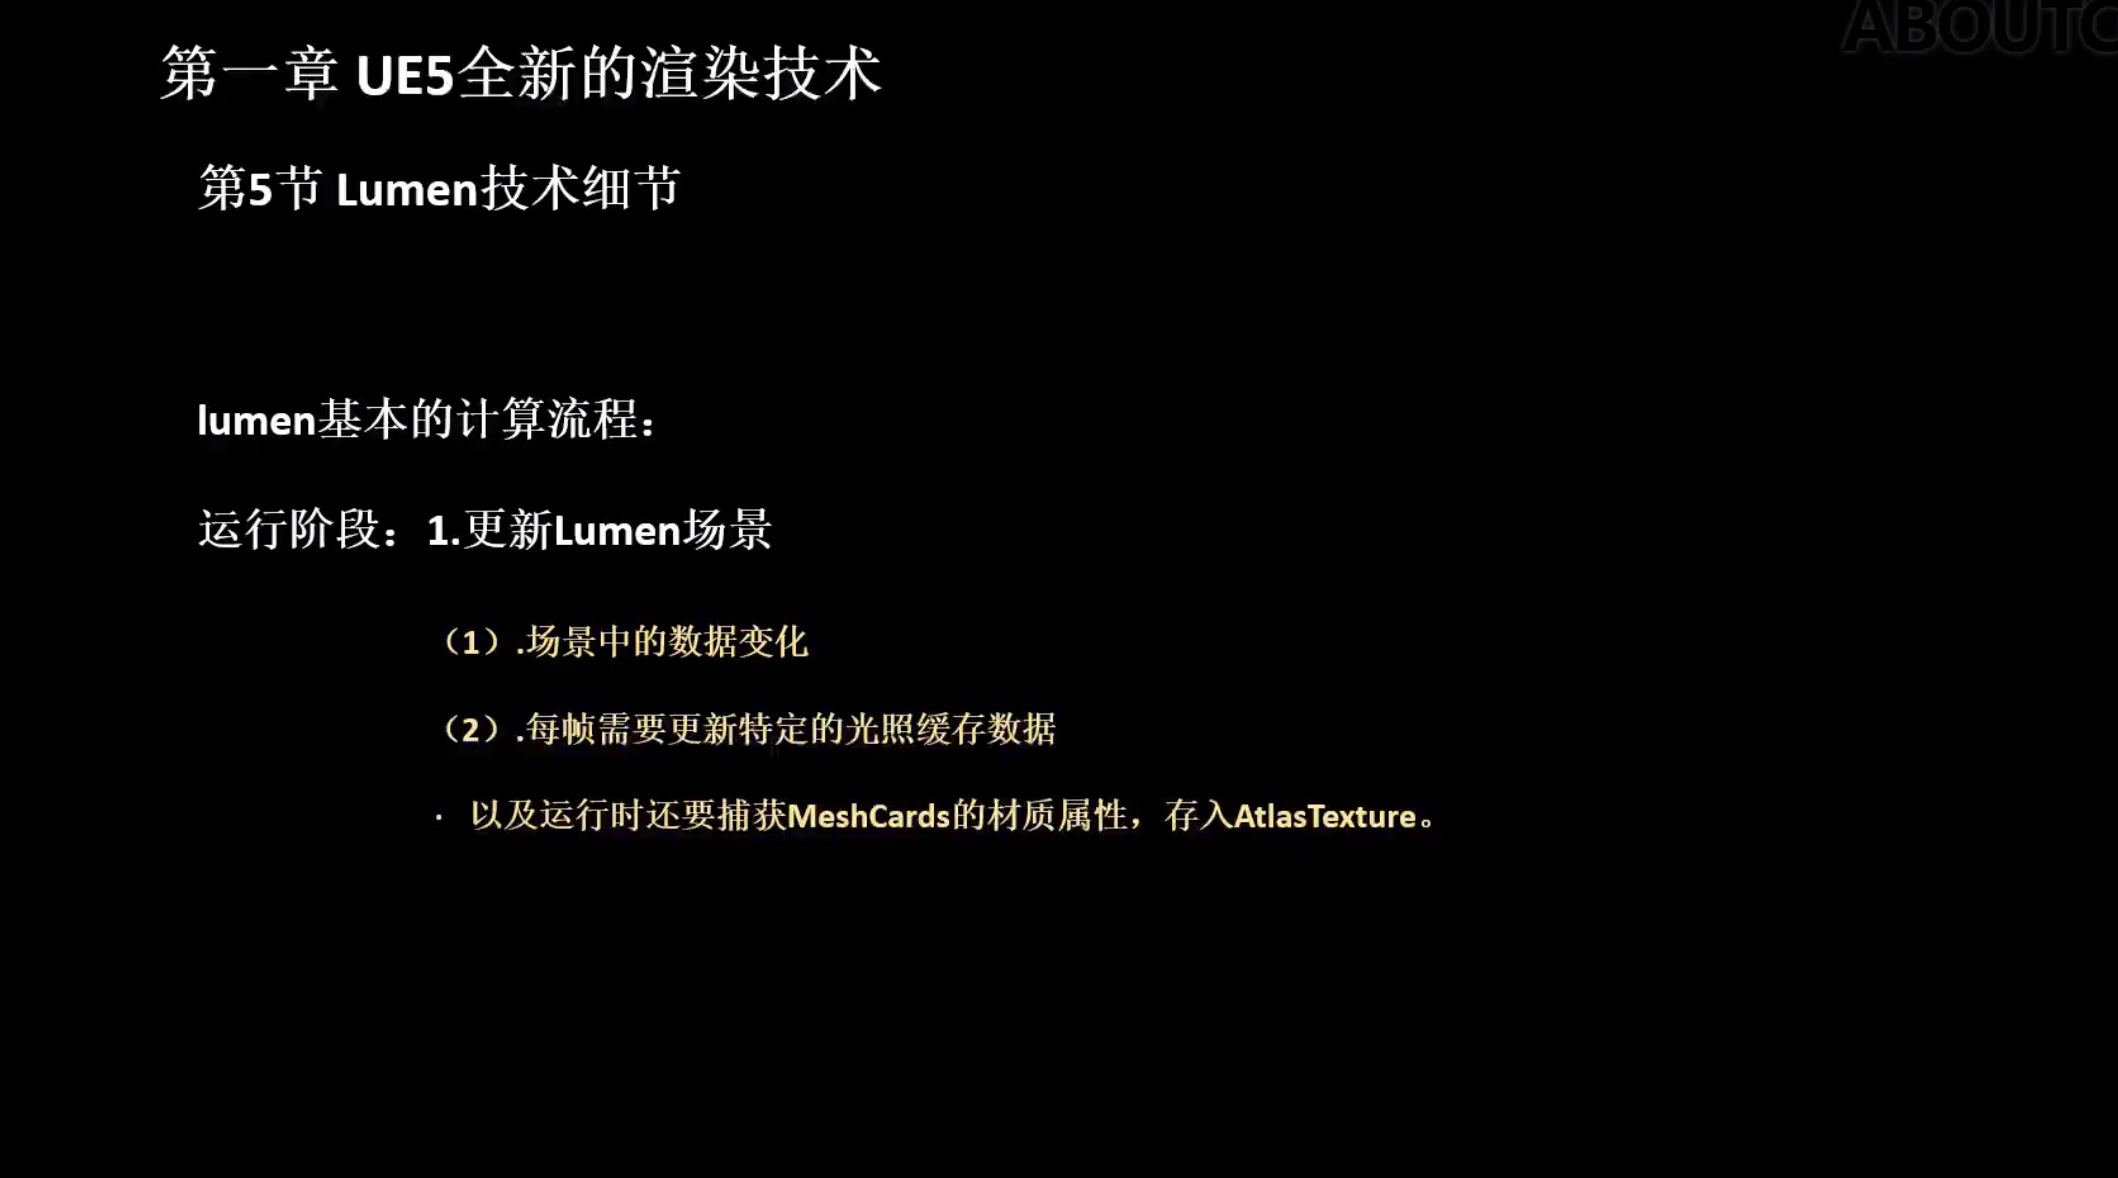 ABOUTC
第一章 UE5全新的渲染技术
第5节 Lumen技术细节
lumen基本的计算流程：
运行阶段：1.更新Lumen场景
（1）.场景中的数据变化
（2）.每帧需要更新特定的光照缓存数据
· 以及运行时还要捕获MeshCards的材质属性，存入AtlasTexture。